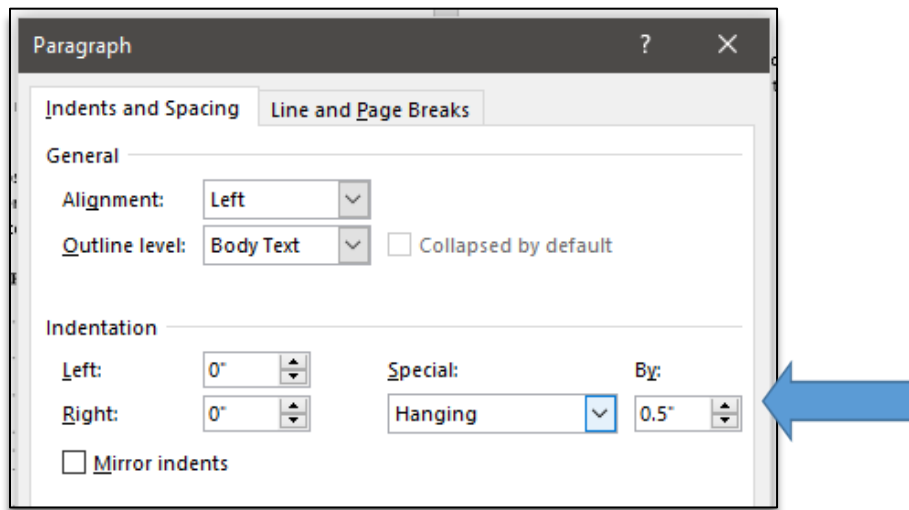 Paragraph ? ×
Indents and Spacing Line and Page Breaks
General
Alignment: Left
Outline level: Body Text Collapsed by default
Indentation
Left: 0" Special: By:
Right: 0" Hanging 0.5"
Mirror indents